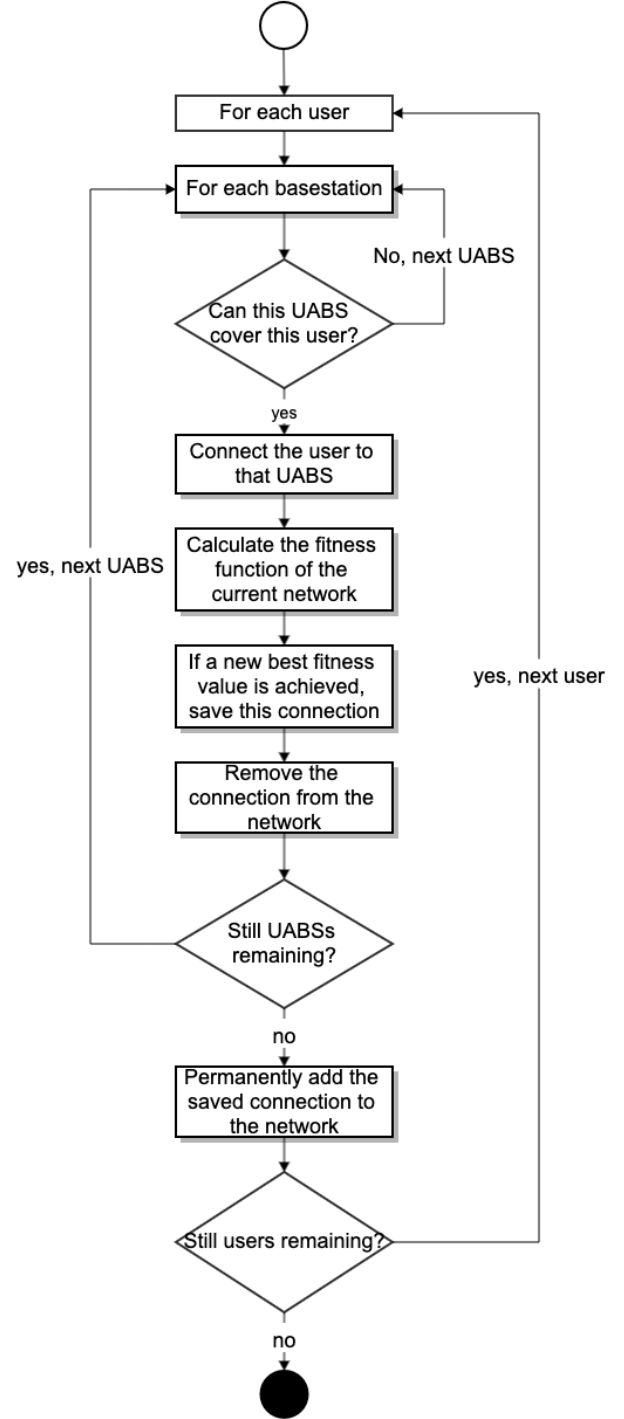 For each user
For each basestation
No, next UABS
Can this UABS
cover this user?
yes
Connect the user to
that UABS
Calculate the fitness
function of the
current network
yes, next UABS
If a new best fitness
value is achieved,
save this connection
yes, next user
Remove the
connection from the
network
Still UABSs
remaining?
no
Permanently add the
saved connection to
the network
Still users remaining?
no